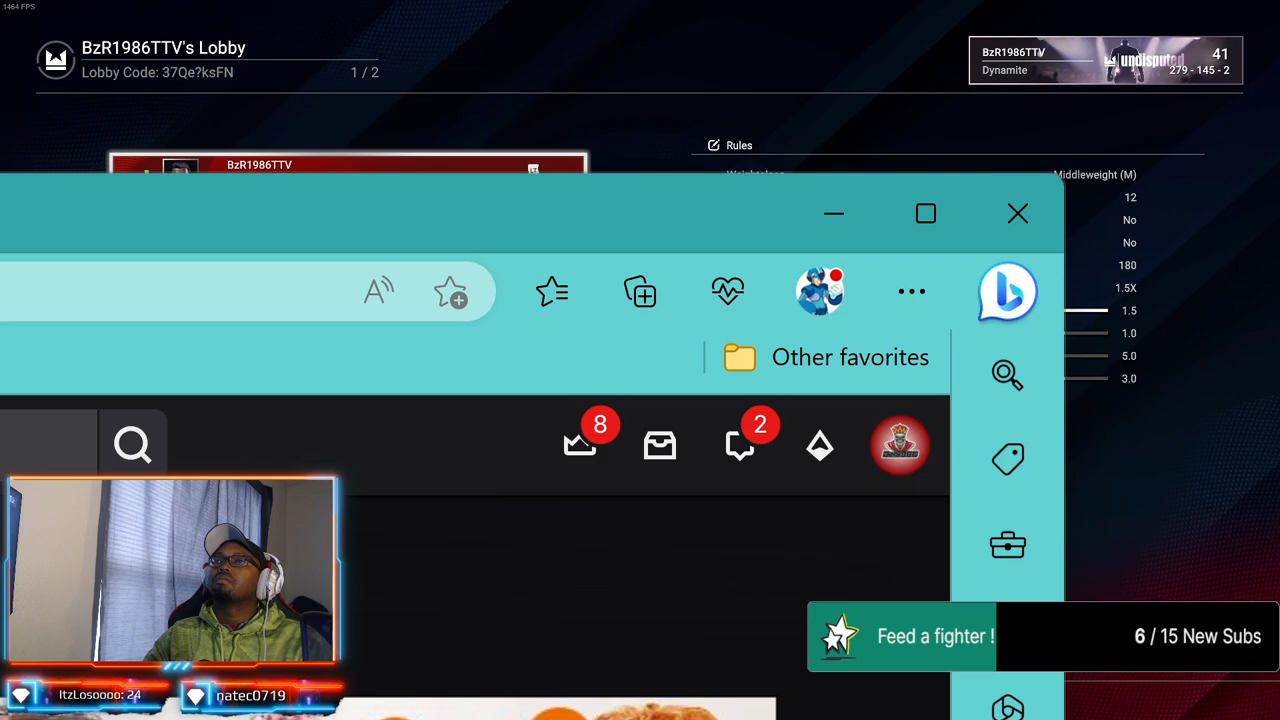 1464 FPS
BzR1986TTV's Lobby
Lobby Code: 37Qe?ksFN
1 / 2
BzR1986TTV
Dynamite
undisputed
41
279 - 145 - 2
BzR1986TTV
Rules
Middleweight (M)
12
No
No
180
1.5X
1.5
1.0
5.0
3.0
Other favorites
8
2
Feed a fighter !
6 / 15 New Subs
ItzLosoooo: 24
natec0719